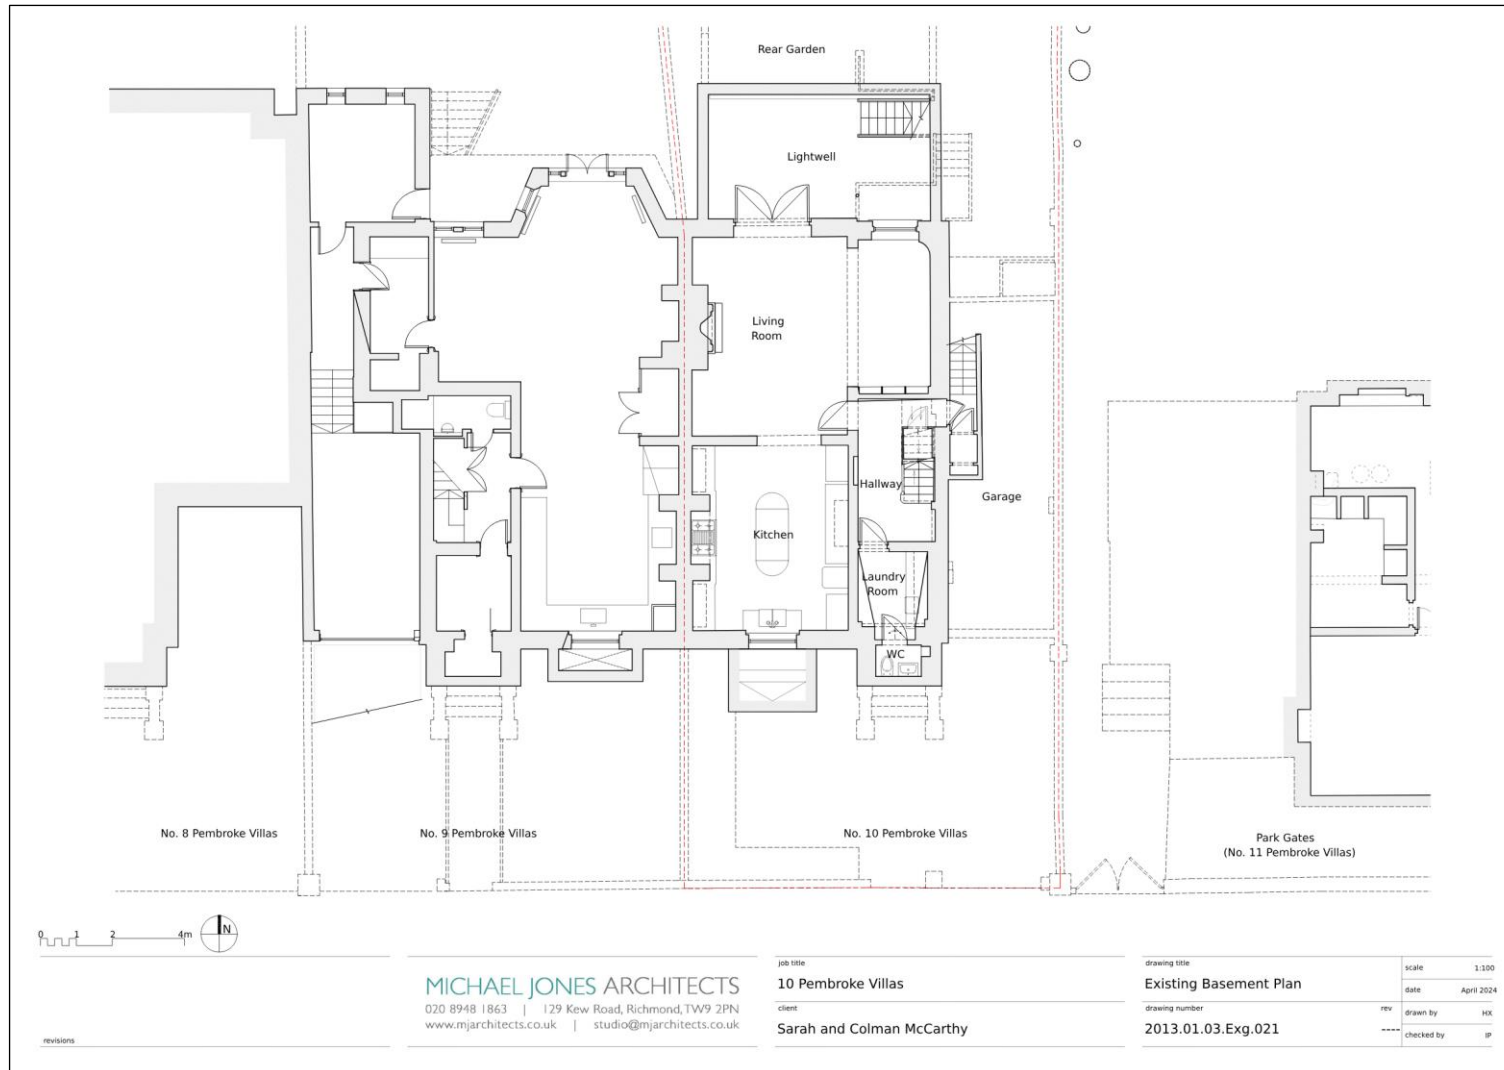 Rear Garden
Lightwell
Living
Room
Hallway
Garage
Kitchen
Laundry
Room
WC
No. 8 Pembroke Villas
No. 9 Pembroke Villas
No. 10 Pembroke Villas
Park Gates
(No. 11 Pembroke Villas)
0 1 2 4m
N
revisions
MICHAEL JONES ARCHITECTS
020 8948 1863 | 129 Kew Road, Richmond, TW9 2PN
www.mjarchitects.co.uk | studio@mjarchitects.co.uk
job title
10 Pembroke Villas
client
Sarah and Colman McCarthy
drawing title
Existing Basement Plan
drawing number rev
2013.01.03.Exg.021 ----
scale 1:100
date April 2024
drawn by HX
checked by IP